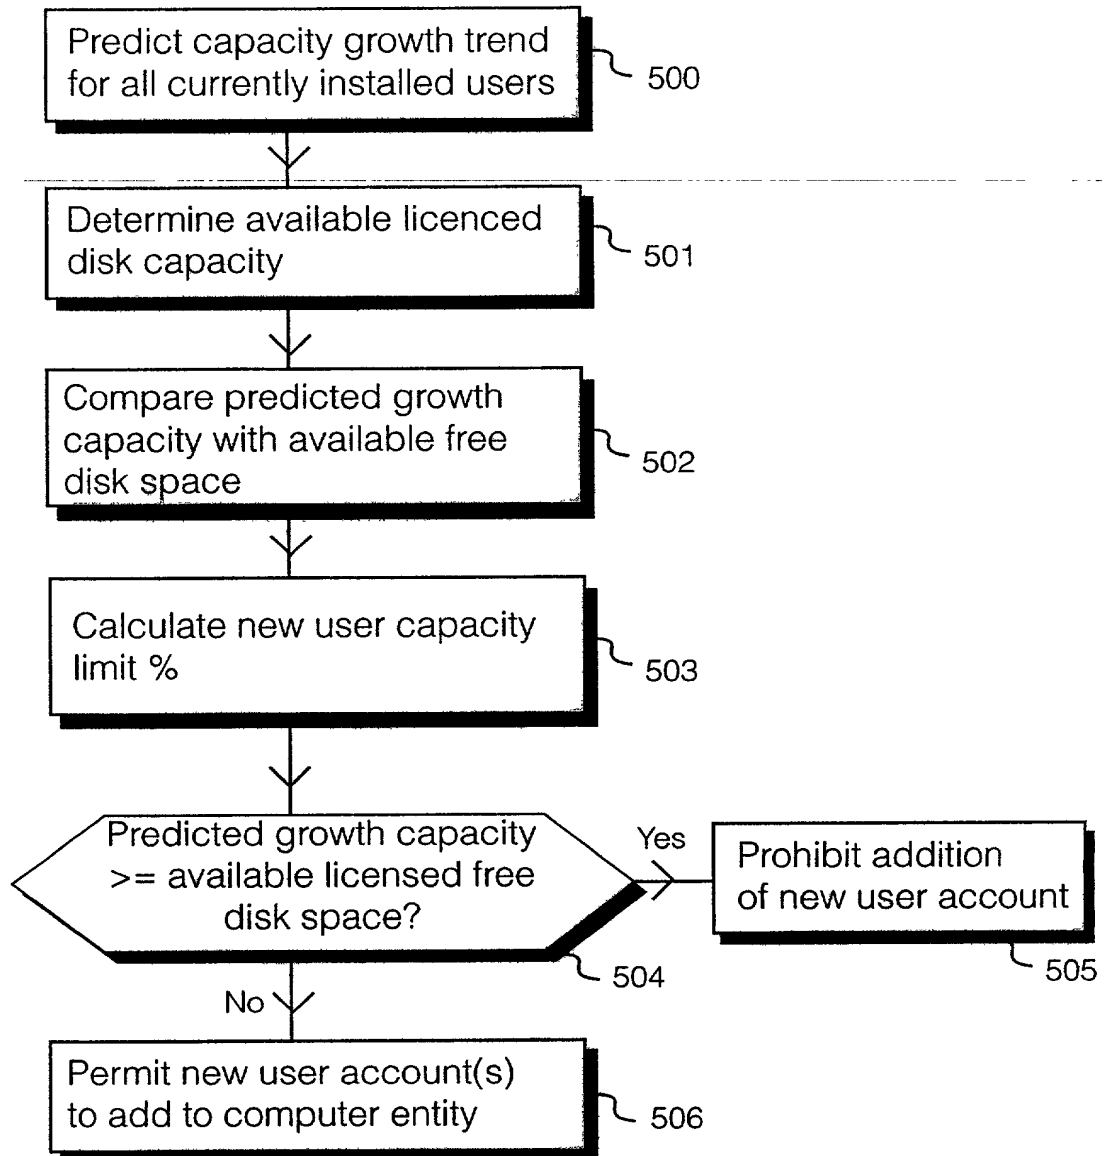 Predict capacity growth trend
for all currently installed users
500
Determine available licenced
disk capacity
501
Compare predicted growth
capacity with available free
disk space
502
Calculate new user capacity
limit %
503
Predicted growth capacity
>= available licensed free
disk space?
504
Yes
Prohibit addition
of new user account
505
No
Permit new user account(s)
to add to computer entity
506